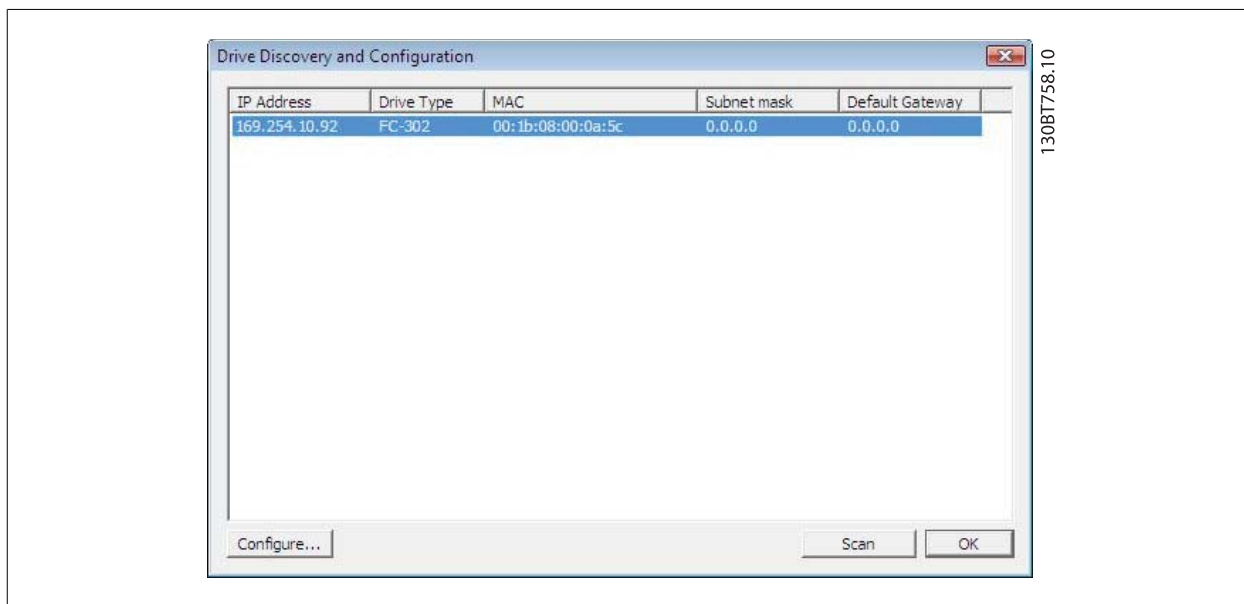 Drive Discovery and Configuration
IP Address Drive Type MAC Subnet mask Default Gateway
169.254.10.92 FC-302 00:1b:08:00:0a:5c 0.0.0.0 0.0.0.0
Configure... Scan OK
130BT758.10